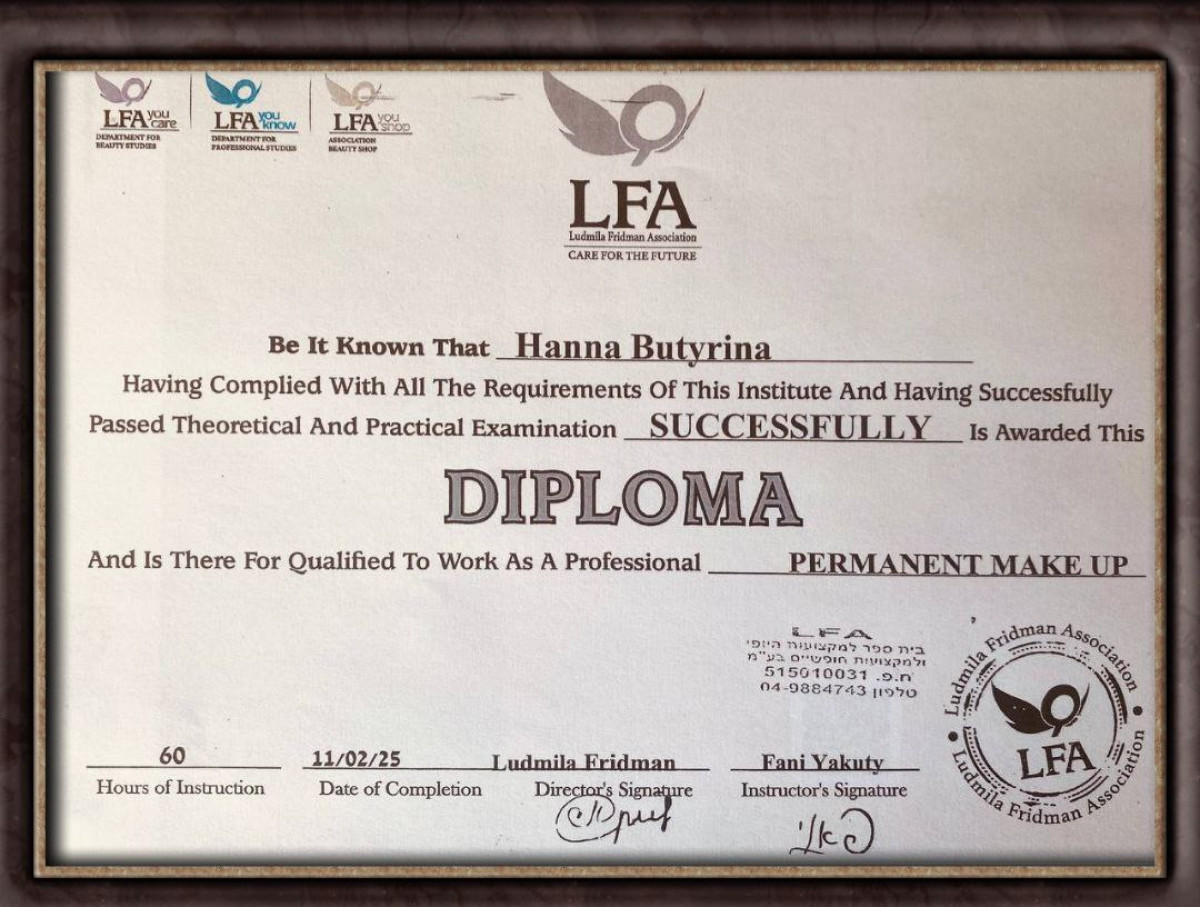 LFA you care
DEPARTMENT FOR
BEAUTY STUDIES
LFA you know
DEPARTMENT FOR
PROFESSIONAL STUDIES
LFA you shop
ASSOCIATION
BEAUTY SHOP
LFA
Ludmila Fridman Association
CARE FOR THE FUTURE
Be It Known That Hanna Butyrina
Having Complied With All The Requirements Of This Institute And Having Successfully
Passed Theoretical And Practical Examination SUCCESSFULLY Is Awarded This
DIPLOMA
And Is There For Qualified To Work As A Professional PERMANENT MAKE UP
LFA
בית ספר למקצועות היופי
ולמקצועות חופשיים בע"מ
ח.פ. 515010031
טלפון 04-9884743
Ludmila Fridman Association
LFA
Ludmila Fridman Association
60 11/02/25 Ludmila Fridman Fani Yakuty
Hours of Instruction Date of Completion Director's Signature Instructor's Signature
פאני